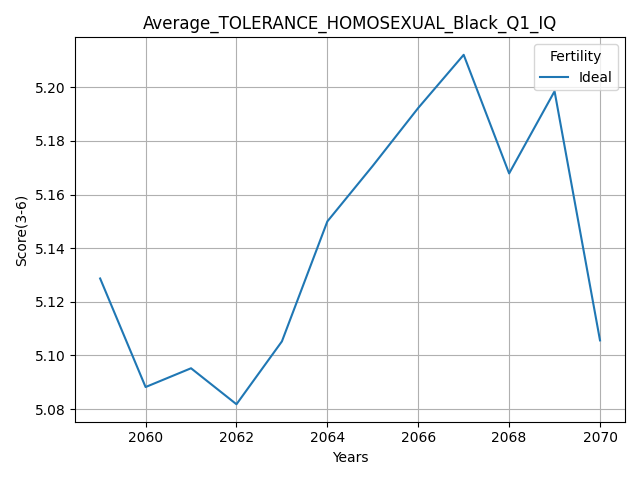 Average_TOLERANCE_HOMOSEXUAL_Black_Q1_IQ
Fertility
Ideal
5.20
5.18
5.16
5.14
5.12
5.10
5.08
Score(3-6)
2060 2062 2064 2066 2068 2070
Years